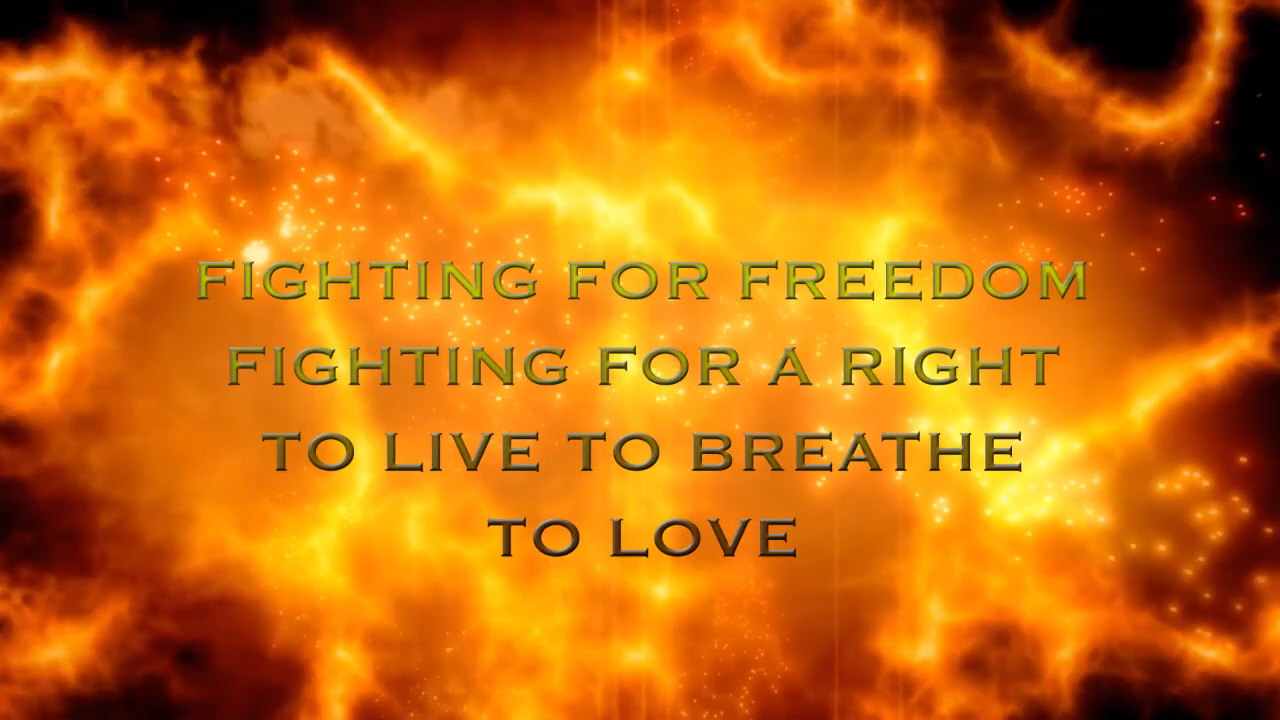 FIGHTING FOR FREEDOM
FIGHTING FOR A RIGHT
TO LIVE TO BREATHE
TO LOVE